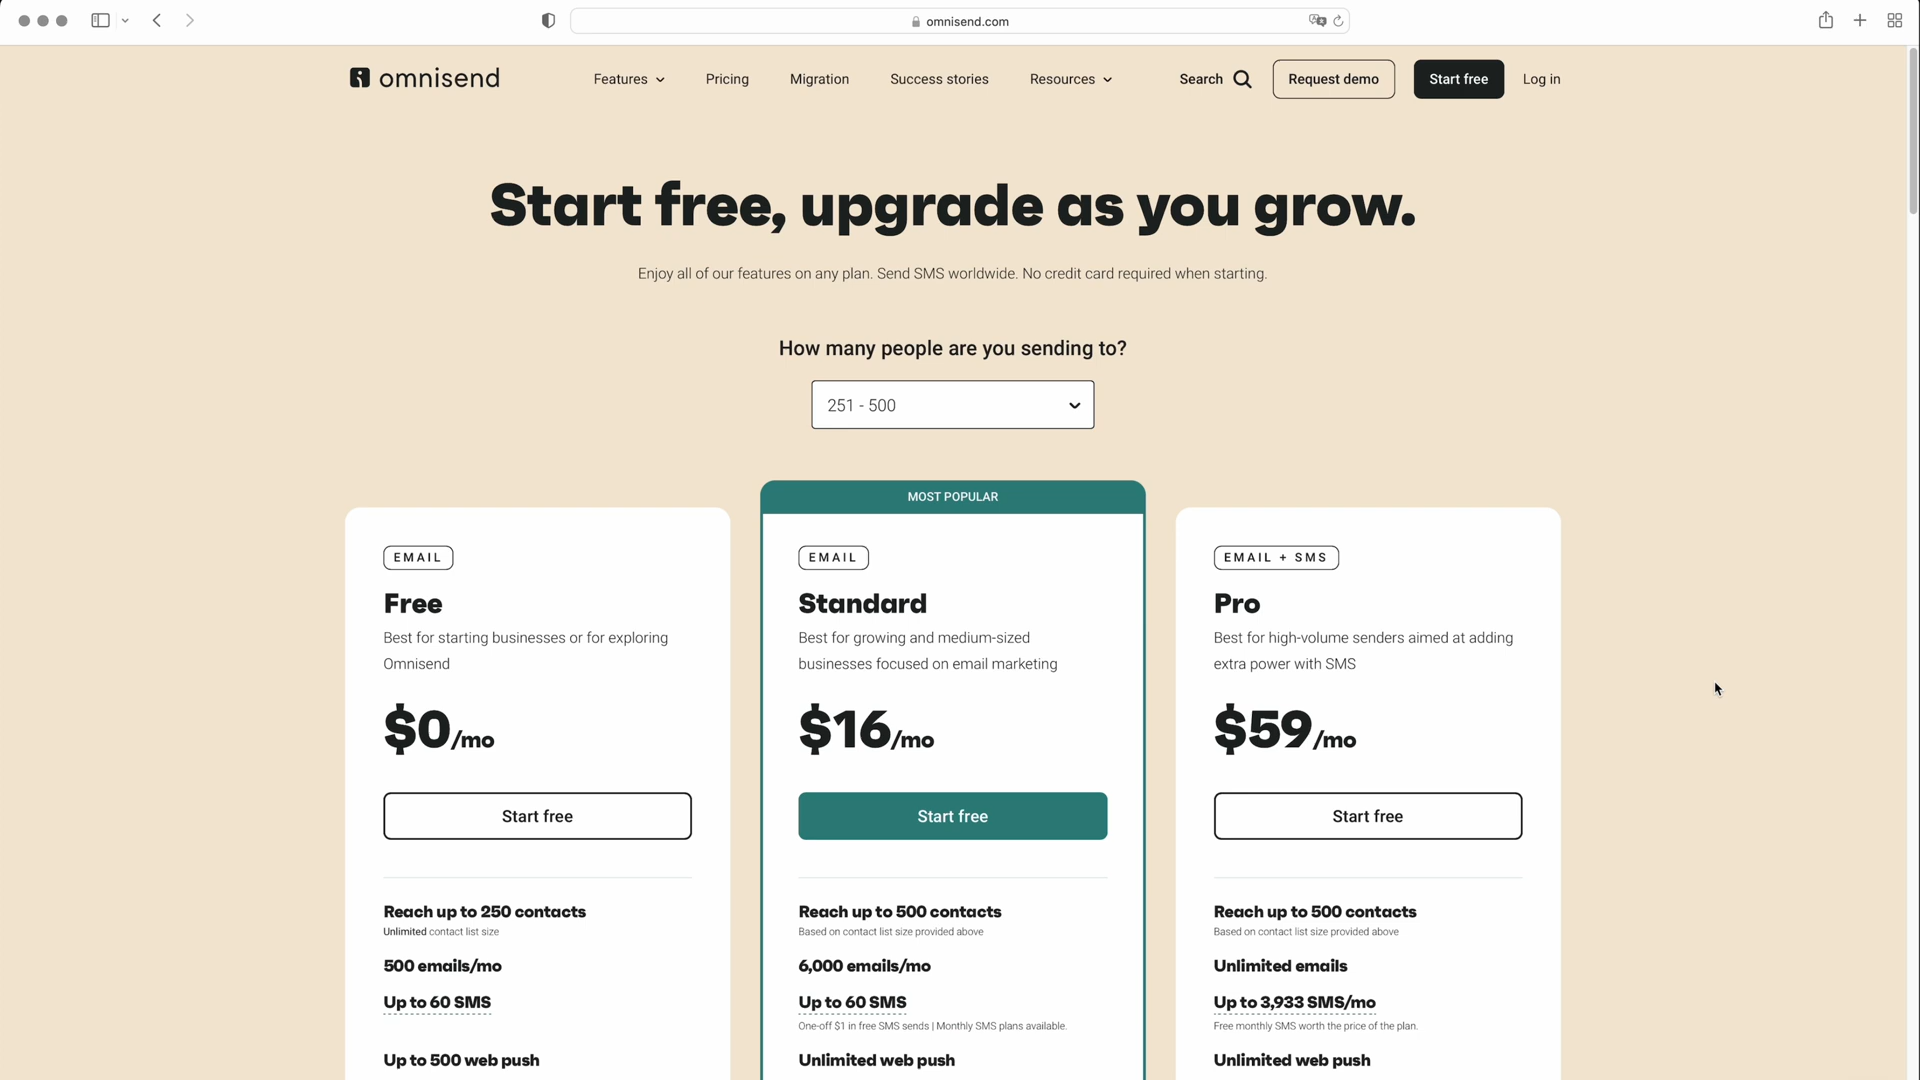 omnisend.com
omnisend
Features
Pricing
Migration
Success stories
Resources
Search
Request demo
Start free
Log in
Start free, upgrade as you grow.
Enjoy all of our features on any plan. Send SMS worldwide. No credit card required when starting.
How many people are you sending to?
251 - 500
EMAIL
Free
Best for starting businesses or for exploring
Omnisend
$0/mo
Start free
Reach up to 250 contacts
Unlimited contact list size
500 emails/mo
Up to 60 SMS
Up to 500 web push
MOST POPULAR
EMAIL
Standard
Best for growing and medium-sized
businesses focused on email marketing
$16/mo
Start free
Reach up to 500 contacts
Based on contact list size provided above
6,000 emails/mo
Up to 60 SMS
One-off $1 in free SMS sends | Monthly SMS plans available.
Unlimited web push
EMAIL + SMS
Pro
Best for high-volume senders aimed at adding
extra power with SMS
$59/mo
Start free
Reach up to 500 contacts
Based on contact list size provided above
Unlimited emails
Up to 3,933 SMS/mo
Free monthly SMS worth the price of the plan.
Unlimited web push